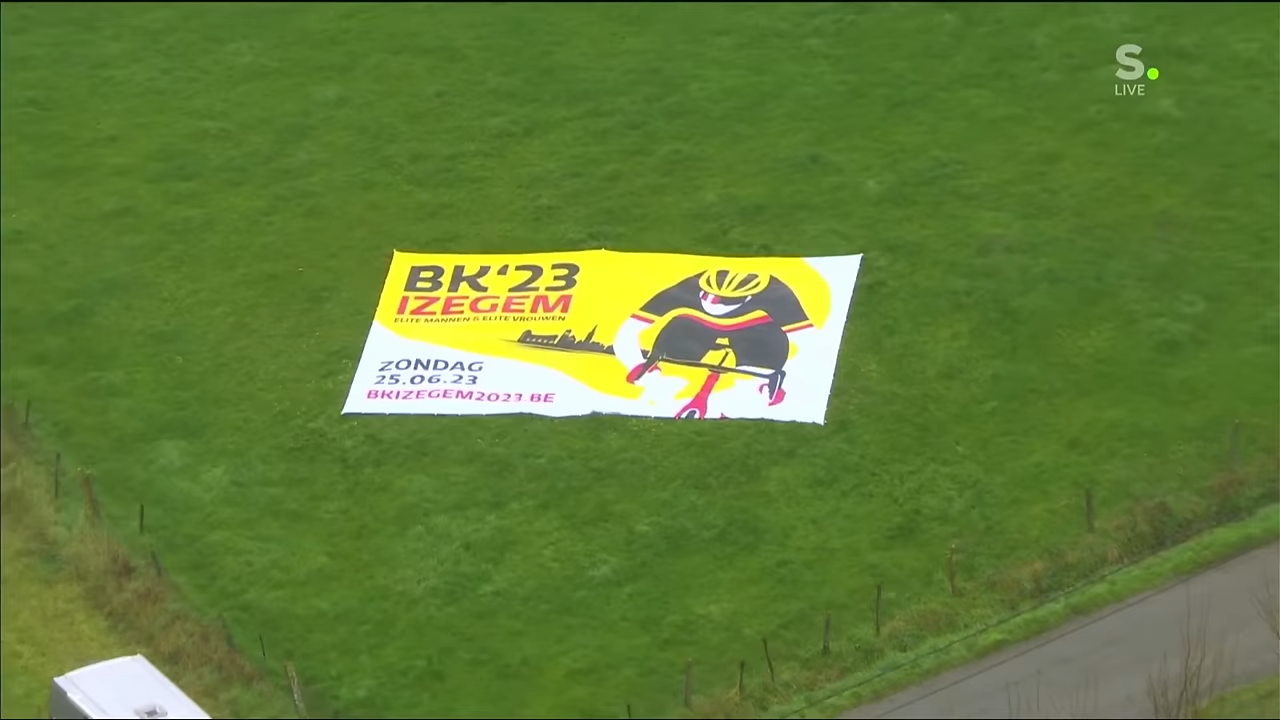 S.
LIVE
BK‘23
IZEGEM
ELITE MANNEN & ELITE VROUWEN
ZONDAG
25.06.23
BKIZEGEM2023.BE